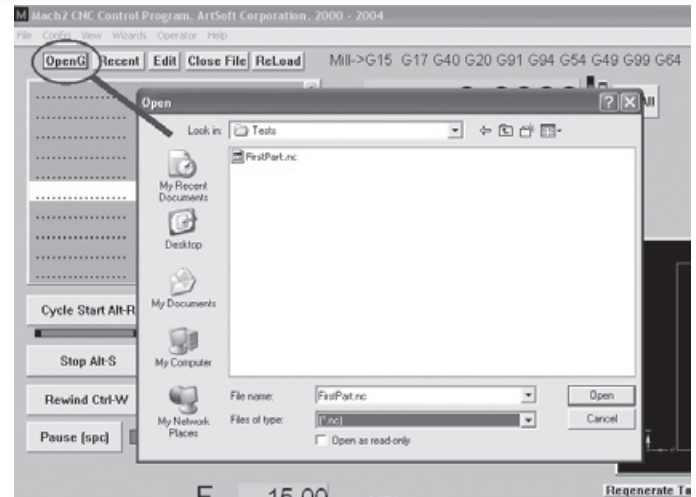 Mach2 CNC Control Program. ArtSoft Corporation, 2000 - 2004
File Config View Wizards Operator Help
OpenG Recent Edit Close File ReLoad Mill->G15 G17 G40 G20 G91 G94 G54 G49 G99 G64
Open
Look in: Tests
FirstPart.nc
My Recent
Documents
Desktop
My Documents
My Computer
My Network
Places
File name: FirstPart.nc Open
Files of type: (*.nc) Cancel
Open as read-only
Cycle Start Alt-R
Stop Alt-S
Rewind Ctrl-W
Pause (spc)
F 15.00
Regenerate